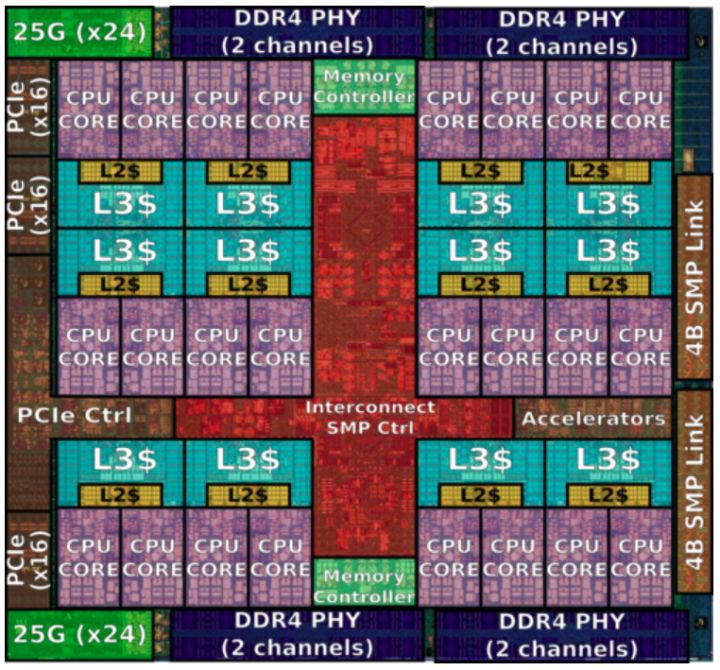 25G (x24)
DDR4 PHY
(2 channels)
DDR4 PHY
(2 channels)
PCIe
(x16)
CPU
CORE
CPU
CORE
CPU
CORE
CPU
CORE
Memory
Controller
CPU
CORE
CPU
CORE
CPU
CORE
CPU
CORE
PCIe
(x16)
L2$
L2$
L2$
L2$
L3$
L3$
L3$
L3$
L3$
L3$
L3$
L3$
L2$
L2$
L2$
L2$
4B SMP Link
CPU
CORE
CPU
CORE
CPU
CORE
CPU
CORE
CPU
CORE
CPU
CORE
CPU
CORE
CPU
CORE
PCIe Ctrl
Interconnect
SMP Ctrl
Accelerators
L3$
L3$
L3$
L3$
L2$
L2$
L2$
L2$
4B SMP Link
PCIe
(x16)
CPU
CORE
CPU
CORE
CPU
CORE
CPU
CORE
CPU
CORE
CPU
CORE
CPU
CORE
CPU
CORE
Memory
Controller
25G (x24)
DDR4 PHY
(2 channels)
DDR4 PHY
(2 channels)